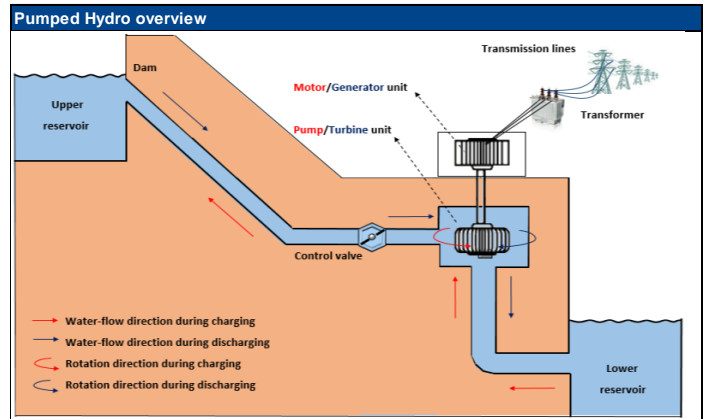 Pumped Hydro overview
Transmission lines
Dam
Motor/Generator unit
Upper
reservoir
Transformer
Pump/Turbine unit
Control valve
Water-flow direction during charging
Water-flow direction during discharging
Rotation direction during charging
Rotation direction during discharging
Lower
reservoir